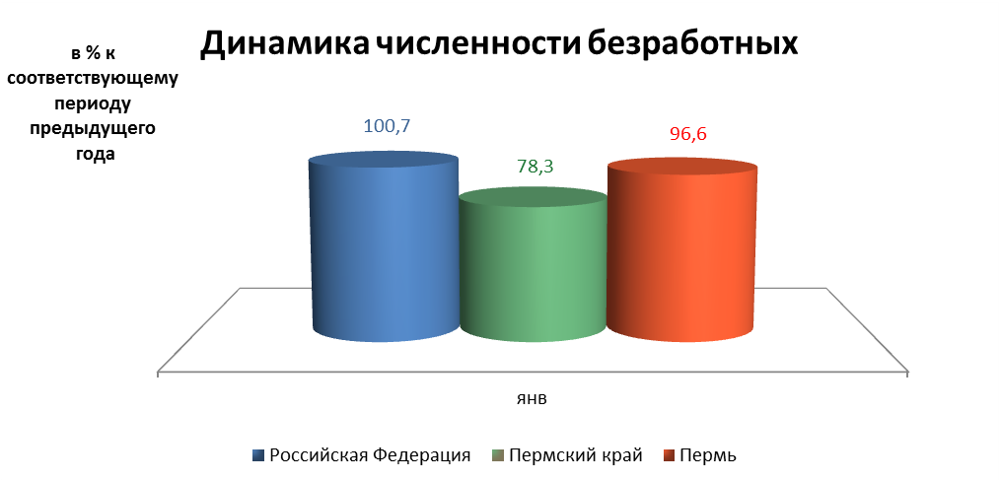 Динамика численности безработных
в % к
соответствующему
периоду
предыдущего
года
100,7
78,3
96,6
янв
Российская Федерация
Пермский край
Пермь